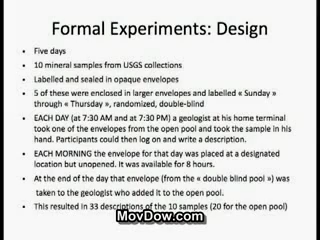 Formal Experiments: Design
• Five days
• 10 mineral samples from USGS collections
• Labelled and sealed in opaque envelopes
• 5 of these were enclosed in larger envelopes and labelled « Sunday »
through « Thursday », randomized, double-blind
• EACH DAY (at 7:30 AM and at 7:30 PM) a geologist at his home terminal
took one of the envelopes from the open pool and took the sample in his
hand. Participants could then log on and write a description.
• EACH MORNING the envelope for that day was placed at a designated
location but unopened. It was available for 8 hours.
• At the end of the day that envelope (from the « double blind pool ») was
taken to the geologist who added it to the open pool.
• This resulted in 33 descriptions of the 10 samples (20 for the open pool)
MovDow.com